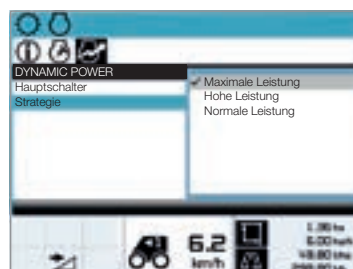 DYNAMIC POWER
Hauptschalter
Strategie
Maximale Leistung
Hohe Leistung
Normale Leistung
6.2
km/h